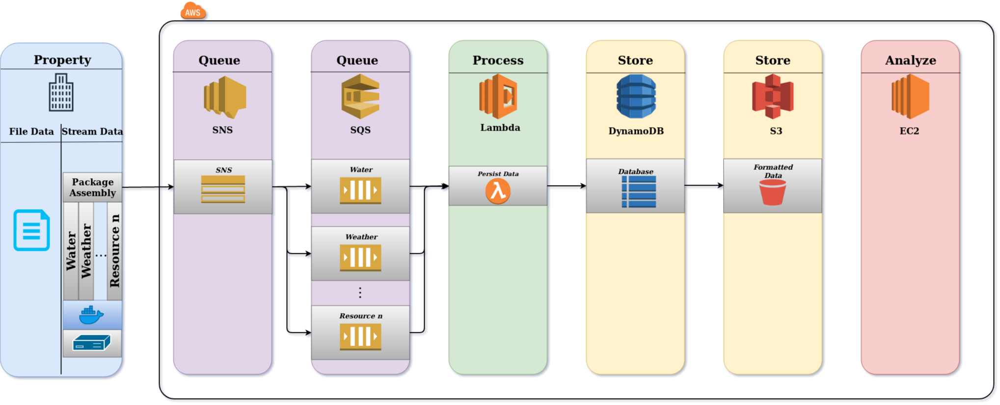 AWS
Property
File Data
Stream Data
Package
Assembly
Water
Weather
...
Resource n
Queue
SNS
SNS
Queue
SQS
Water
Weather
⋮
Resource n
Process
Lambda
Persist Data
λ
Store
DynamoDB
Database
Store
S3
Formatted
Data
Analyze
EC2